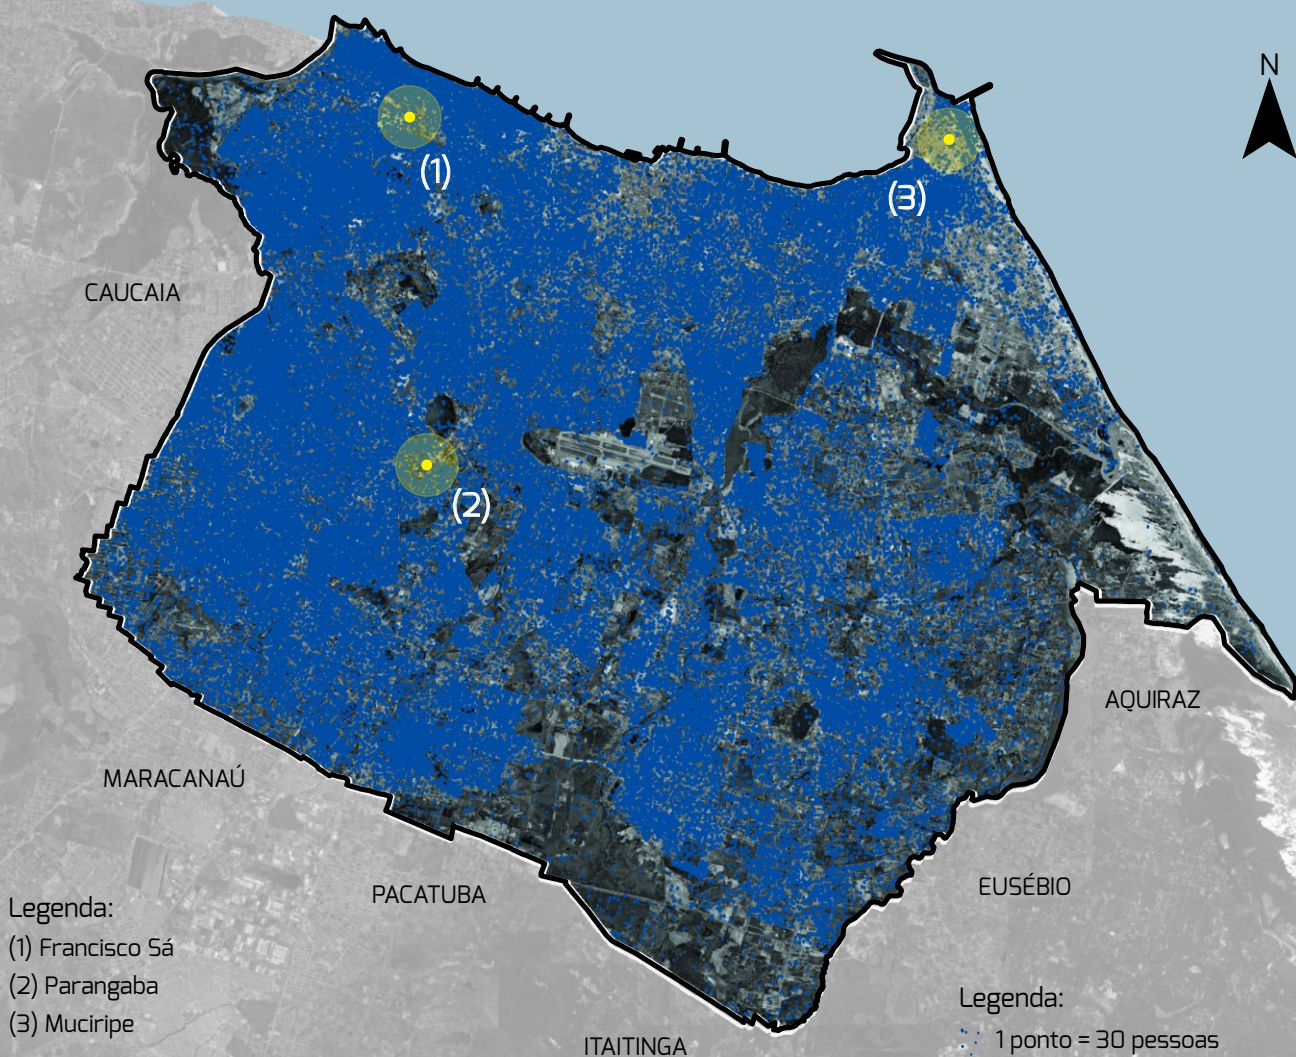 N
(1)
(3)
CAUCAIA
(2)
AQUIRAZ
MARACANAÚ
EUSÉBIO
PACATUBA
Legenda:
(1) Francisco Sá
(2) Parangaba
(3) Muciripe
Legenda:
1 ponto = 30 pessoas
ITAITINGA